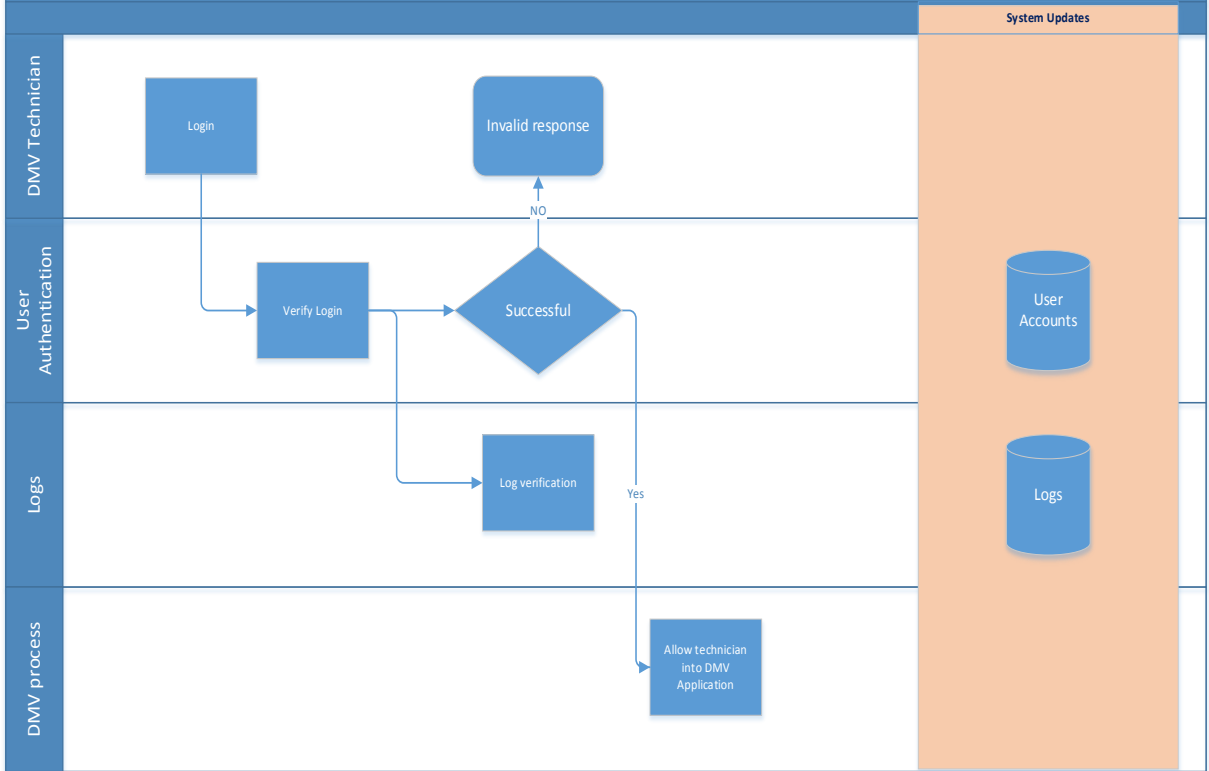 System Updates
DMV Technician
Login
Invalid response
NO
User
Authentication
Verify Login
Successful
User
Accounts
Logs
Log verification
Yes
Logs
DMV process
Allow technician
into DMV
Application